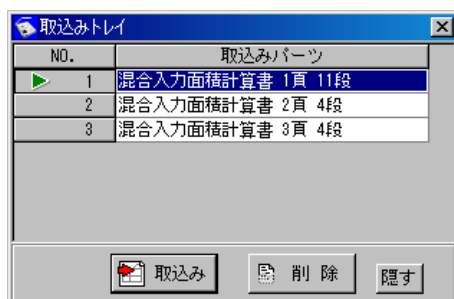 取込みトレイ
NO. 取込みパーツ
1 混合入力面積計算書 1頁 11段
2 混合入力面積計算書 2頁 4段
3 混合入力面積計算書 3頁 4段
取込み 削除 隠す